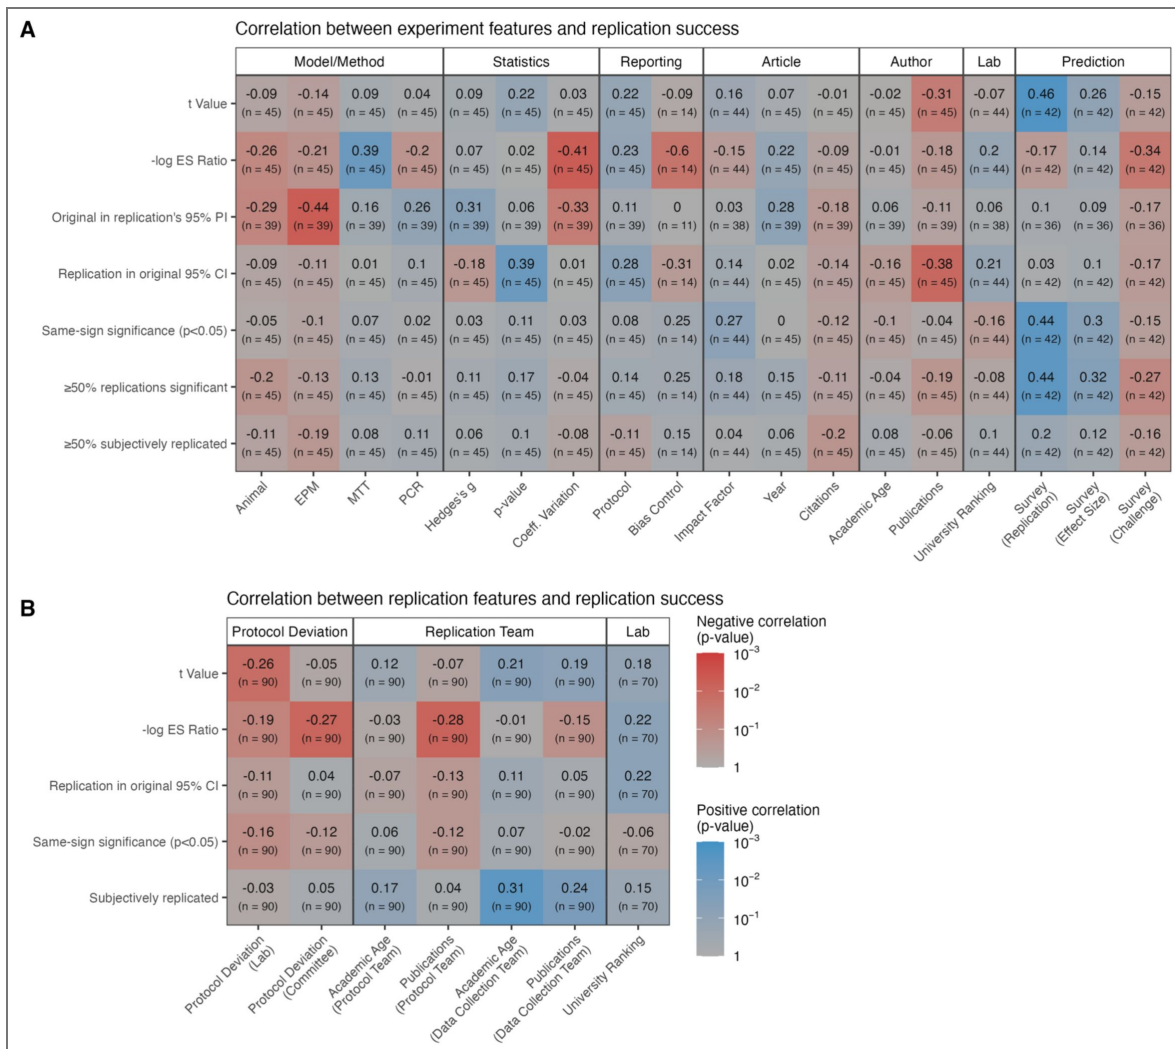 A
Correlation between experiment features and replication success
Model/Method Statistics Reporting Article Author Lab Prediction
t Value -0.09 -0.14 0.09 0.04 0.09 0.22 0.03 0.22 -0.09 0.16 0.07 -0.01 -0.02 -0.31 -0.07 0.46 0.26 -0.15
(n = 45) (n = 45) (n = 45) (n = 45) (n = 45) (n = 45) (n = 45) (n = 45) (n = 14) (n = 44) (n = 45) (n = 45) (n = 45) (n = 45) (n = 44) (n = 42) (n = 42) (n = 42)
-log ES Ratio -0.26 -0.21 0.39 -0.2 0.07 0.02 -0.41 0.23 -0.6 -0.15 0.22 -0.09 -0.01 -0.18 0.2 -0.17 0.14 -0.34
(n = 45) (n = 45) (n = 45) (n = 45) (n = 45) (n = 45) (n = 45) (n = 45) (n = 14) (n = 44) (n = 45) (n = 45) (n = 45) (n = 45) (n = 44) (n = 42) (n = 42) (n = 42)
Original in replication's 95% PI -0.29 -0.44 0.16 0.26 0.31 0.06 -0.33 0.11 0 0.03 0.28 -0.18 0.06 -0.11 0.06 0.1 0.09 -0.17
(n = 39) (n = 39) (n = 39) (n = 39) (n = 39) (n = 39) (n = 39) (n = 39) (n = 11) (n = 38) (n = 39) (n = 39) (n = 39) (n = 39) (n = 38) (n = 36) (n = 36) (n = 36)
Replication in original 95% CI -0.09 -0.11 0.01 0.1 -0.18 0.39 0.01 0.28 -0.31 0.14 0.02 -0.14 -0.16 -0.38 0.21 0.03 0.1 -0.17
(n = 45) (n = 45) (n = 45) (n = 45) (n = 45) (n = 45) (n = 45) (n = 45) (n = 14) (n = 44) (n = 45) (n = 45) (n = 45) (n = 45) (n = 44) (n = 42) (n = 42) (n = 42)
Same-sign significance (p<0.05) -0.05 -0.1 0.07 0.02 0.03 0.11 0.03 0.08 0.25 0.27 0 -0.12 -0.1 -0.04 -0.16 0.44 0.3 -0.15
(n = 45) (n = 45) (n = 45) (n = 45) (n = 45) (n = 45) (n = 45) (n = 45) (n = 14) (n = 44) (n = 45) (n = 45) (n = 45) (n = 45) (n = 44) (n = 42) (n = 42) (n = 42)
≥50% replications significant -0.2 -0.13 0.13 -0.01 0.11 0.17 -0.04 0.14 0.25 0.18 0.15 -0.11 -0.04 -0.19 -0.08 0.44 0.32 -0.27
(n = 45) (n = 45) (n = 45) (n = 45) (n = 45) (n = 45) (n = 45) (n = 45) (n = 14) (n = 44) (n = 45) (n = 45) (n = 45) (n = 45) (n = 44) (n = 42) (n = 42) (n = 42)
≥50% subjectively replicated -0.11 -0.19 0.08 0.11 0.06 0.1 -0.08 -0.11 0.15 0.04 0.06 -0.2 0.08 -0.06 0.1 0.2 0.12 -0.16
(n = 45) (n = 45) (n = 45) (n = 45) (n = 45) (n = 45) (n = 45) (n = 45) (n = 14) (n = 44) (n = 45) (n = 45) (n = 45) (n = 45) (n = 44) (n = 42) (n = 42) (n = 42)
Animal
EPM
MTT
PCR
Hedges's g
p-value
Coeff. Variation
Protocol
Bias Control
Impact Factor
Year
Citations
Academic Age
Publications
University Ranking
Survey
(Replication)
Survey
(Effect Size)
Survey
(Challenge)
B
Correlation between replication features and replication success
Protocol Deviation Replication Team Lab
t Value -0.26 -0.05 0.12 -0.07 0.21 0.19 0.18
(n = 90) (n = 90) (n = 90) (n = 90) (n = 90) (n = 90) (n = 70)
-log ES Ratio -0.19 -0.27 -0.03 -0.28 -0.01 -0.15 0.22
(n = 90) (n = 90) (n = 90) (n = 90) (n = 90) (n = 90) (n = 70)
Replication in original 95% CI -0.11 0.04 -0.07 -0.13 0.11 0.05 0.22
(n = 90) (n = 90) (n = 90) (n = 90) (n = 90) (n = 90) (n = 70)
Same-sign significance (p<0.05) -0.16 -0.12 0.06 -0.12 0.07 -0.02 -0.06
(n = 90) (n = 90) (n = 90) (n = 90) (n = 90) (n = 90) (n = 70)
Subjectively replicated -0.03 0.05 0.17 0.04 0.31 0.24 0.15
(n = 90) (n = 90) (n = 90) (n = 90) (n = 90) (n = 90) (n = 70)
Protocol Deviation
(Lab)
Protocol Deviation
(Committee)
Academic Age
(Protocol Team)
Publications
(Protocol Team)
Academic Age
(Data Collection Team)
Publications
(Data Collection Team)
University Ranking
Negative correlation
(p-value)
10⁻³
10⁻²
10⁻¹
1
Positive correlation
(p-value)
10⁻³
10⁻²
10⁻¹
1